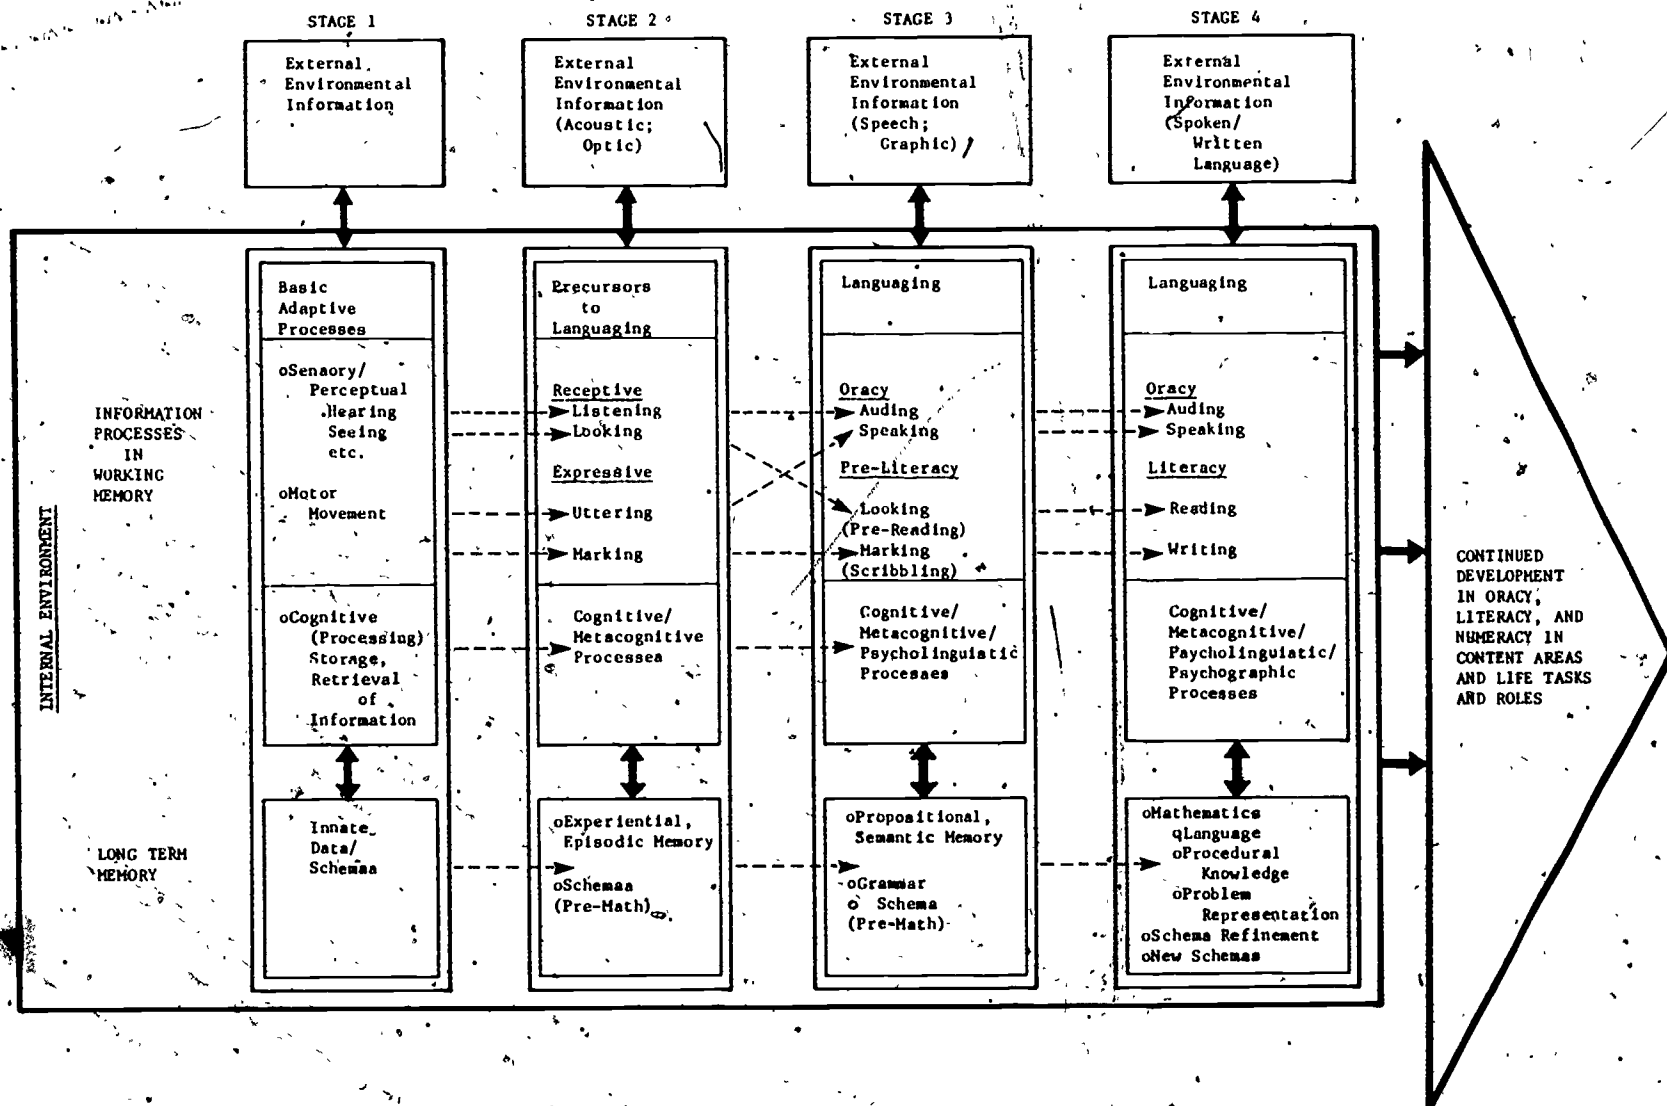 STAGE 1
STAGE 2
STAGE 3
STAGE 4
External
Environmental
Information
External
Environmental
Information
(Acoustic;
Optic)
External
Environmental
Information
(Speech;
Graphic)
External
Environmental
Information
(Spoken/
Written
Language)
INTERNAL ENVIRONMENT
INFORMATION
PROCESSES
IN
WORKING
MEMORY
Basic
Adaptive
Processes
oSensory/
Perceptual
Hearing
Seeing
etc.
oMotor
Movement
oCognitive
(Processing)
Storage,
Retrieval
of
Information
Precursors
to
Languaging
Receptive
Listening
Looking
Expressive
Uttering
Marking
Cognitive/
Metacognitive
Processes
Languaging
Oracy
Auding
Speaking
Pre-Literacy
Looking
(Pre-Reading)
Marking
(Scribbling)
Cognitive/
Metacognitive/
Psycholinguistic
Processes
Languaging
Oracy
Auding
Speaking
Literacy
Reading
Writing
Cognitive/
Metacognitive/
Psycholinguistic/
Psychographic
Processes
LONG TERM
MEMORY
Innate
Data/
Schemas
oExperiential,
Episodic Memory
oSchemas
(Pre-Math)
oPropositional,
Semantic Memory
oGrammar
o Schema
(Pre-Math)
oMathematics
oLanguage
oProcedural
Knowledge
oProblem
Representation
oSchema Refinement
oNew Schemas
CONTINUED
DEVELOPMENT
IN ORACY,
LITERACY, AND
NUMERACY IN
CONTENT AREAS
AND LIFE TASKS
AND ROLES